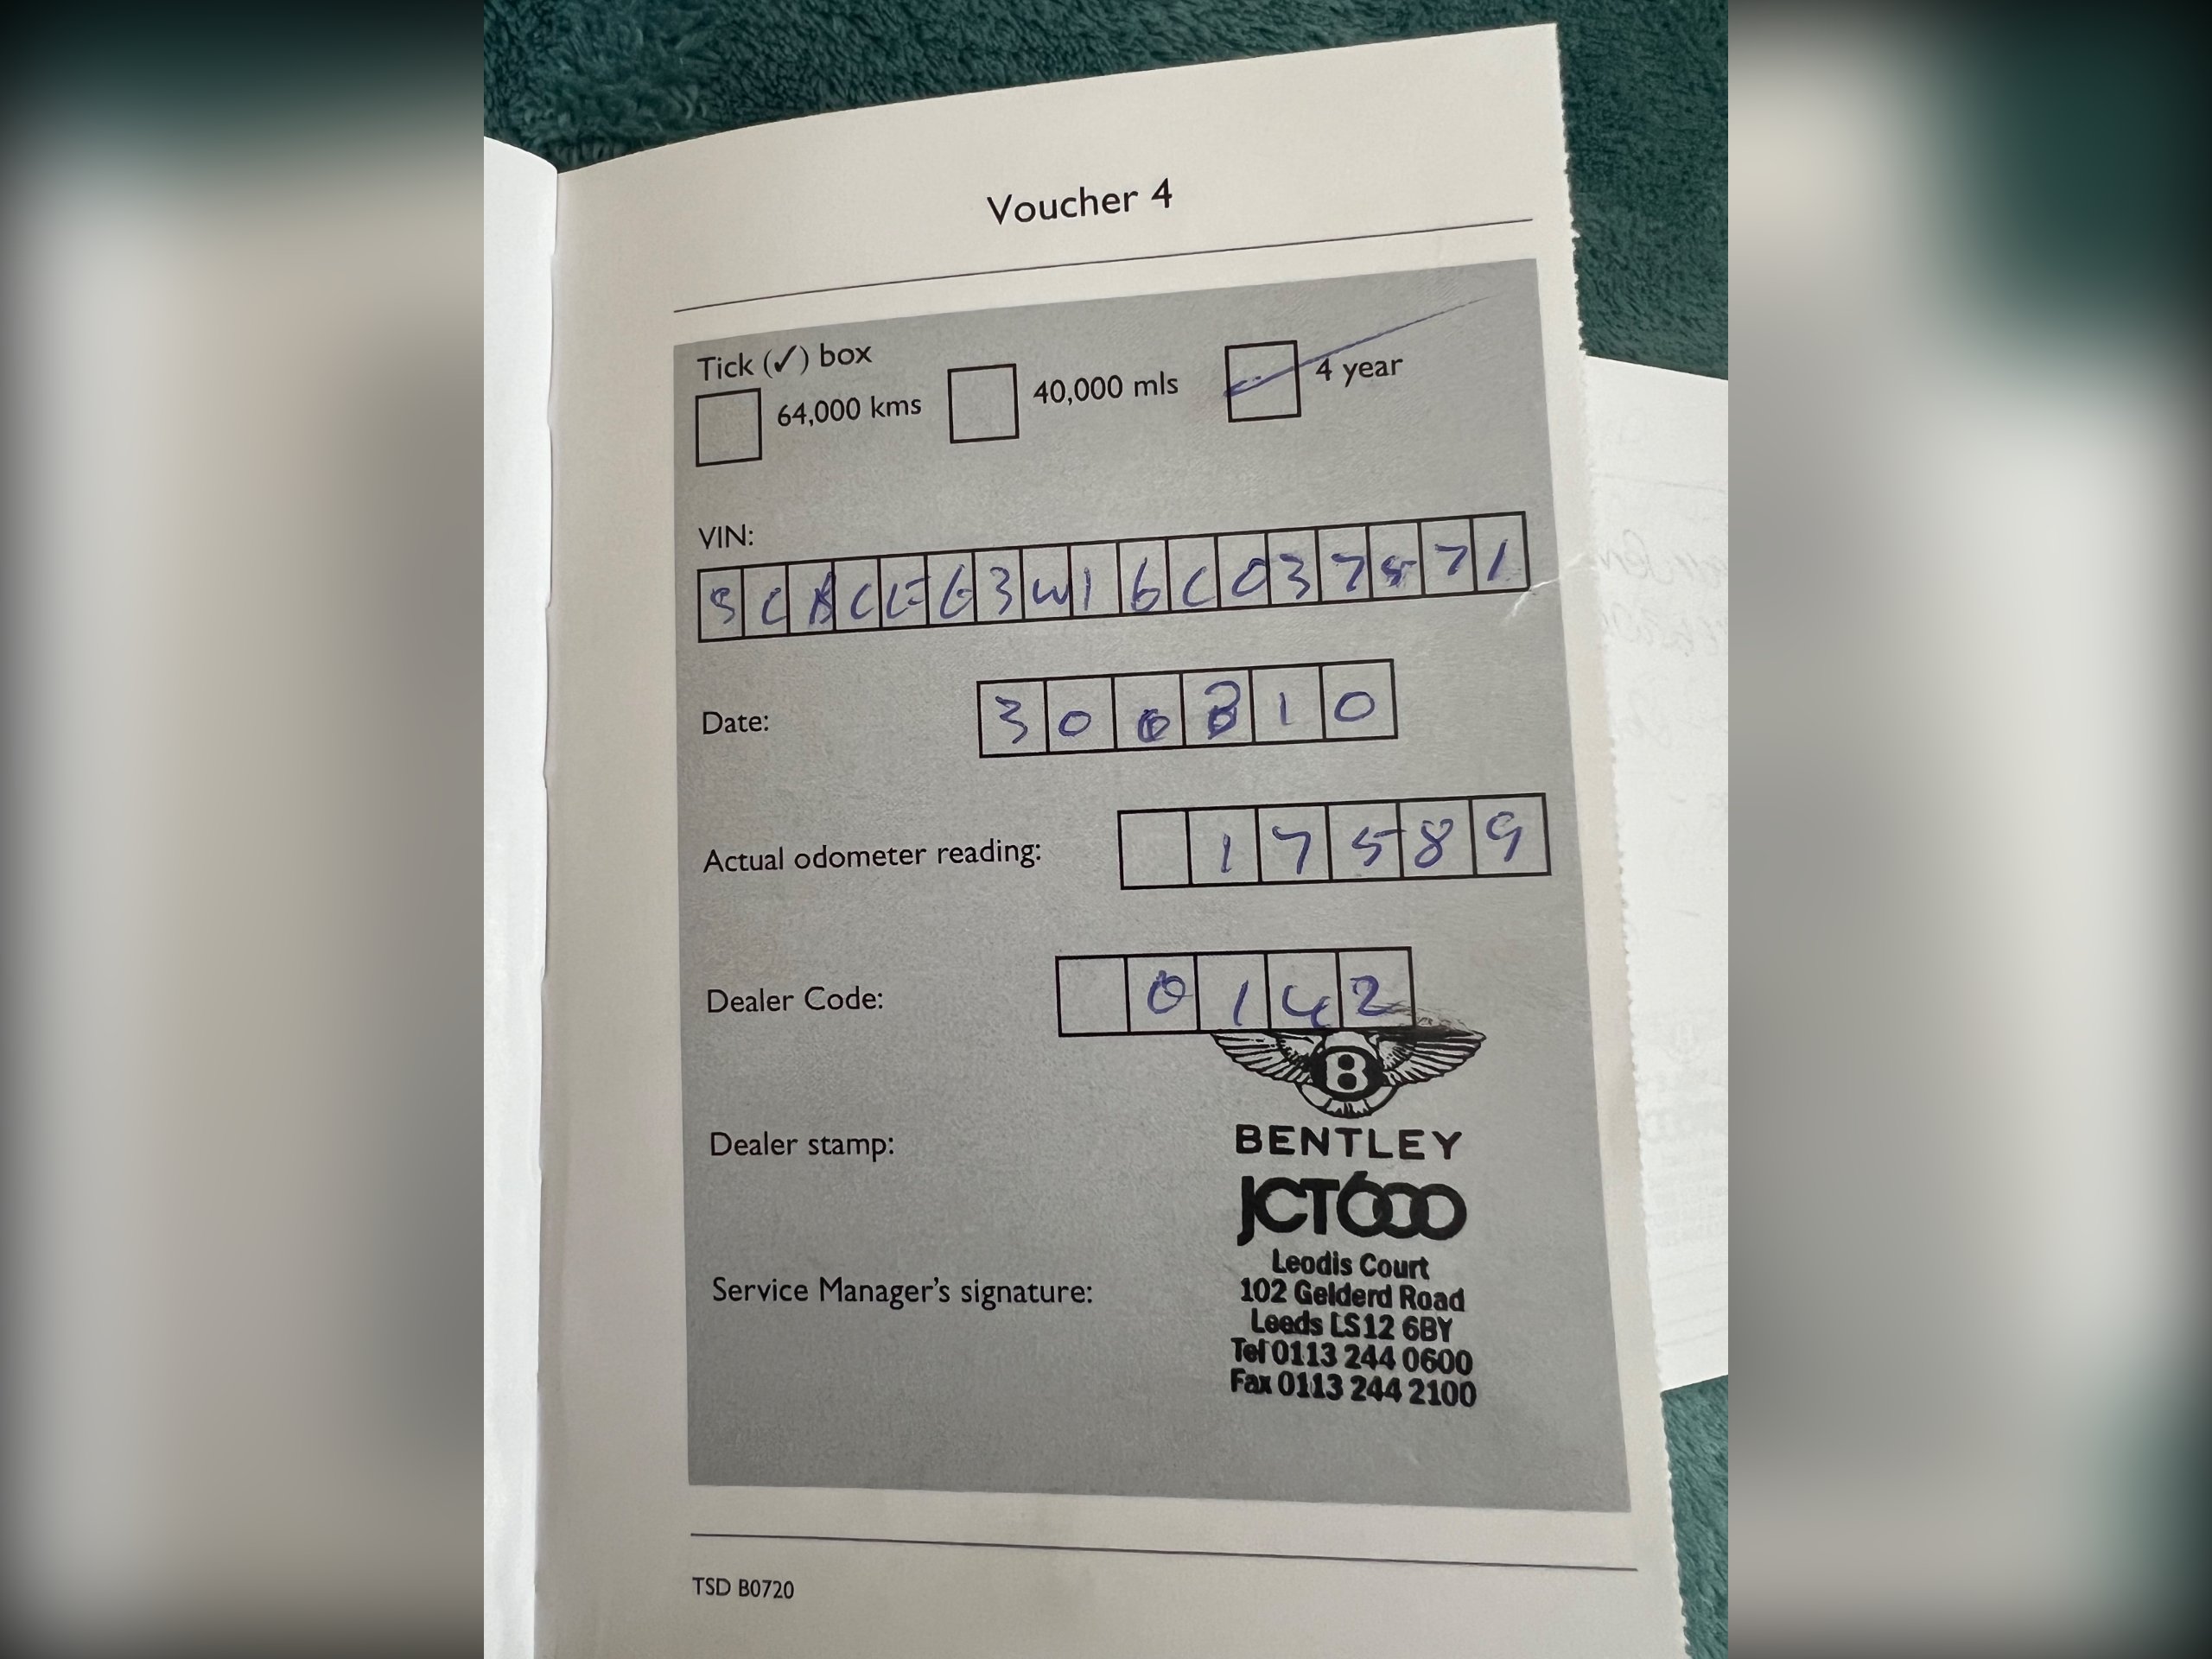 Voucher 4
Tick (✓) box
64,000 kms 40,000 mls 4 year
VIN:
SCBCE63W16C037571
Date:
Actual odometer reading: 17589
Dealer Code: 0142
B
Dealer stamp: BENTLEY
JCT600
Leodis Court
Service Manager's signature: 102 Gelderd Road
Leeds LS12 6BY
Tel 0113 244 0600
Fax 0113 244 2100
TSD B0720